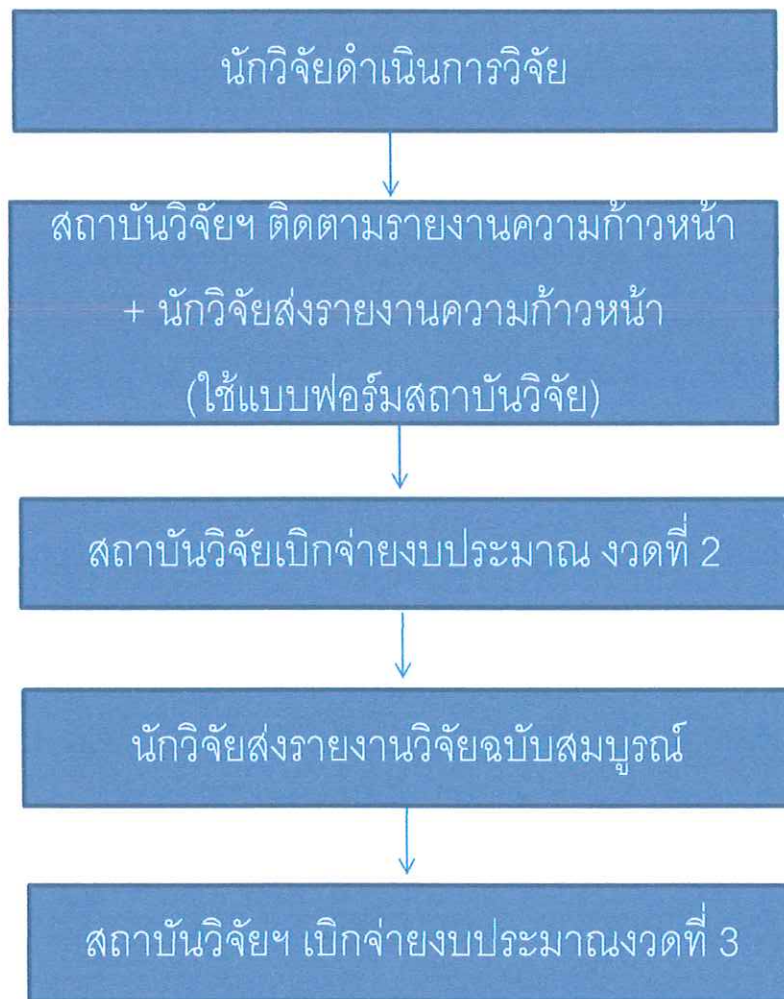 นักวิจัยดำเนินการวิจัย
สถาบันวิจัยฯ ติดตามรายงานความก้าวหน้า
+ นักวิจัยส่งรายงานความก้าวหน้า
(ใช้แบบฟอร์มสถาบันวิจัย)
สถาบันวิจัยเบิกจ่ายงบประมาณ งวดที่ 2
นักวิจัยส่งรายงานวิจัยฉบับสมบูรณ์
สถาบันวิจัยฯ เบิกจ่ายงบประมาณงวดที่ 3